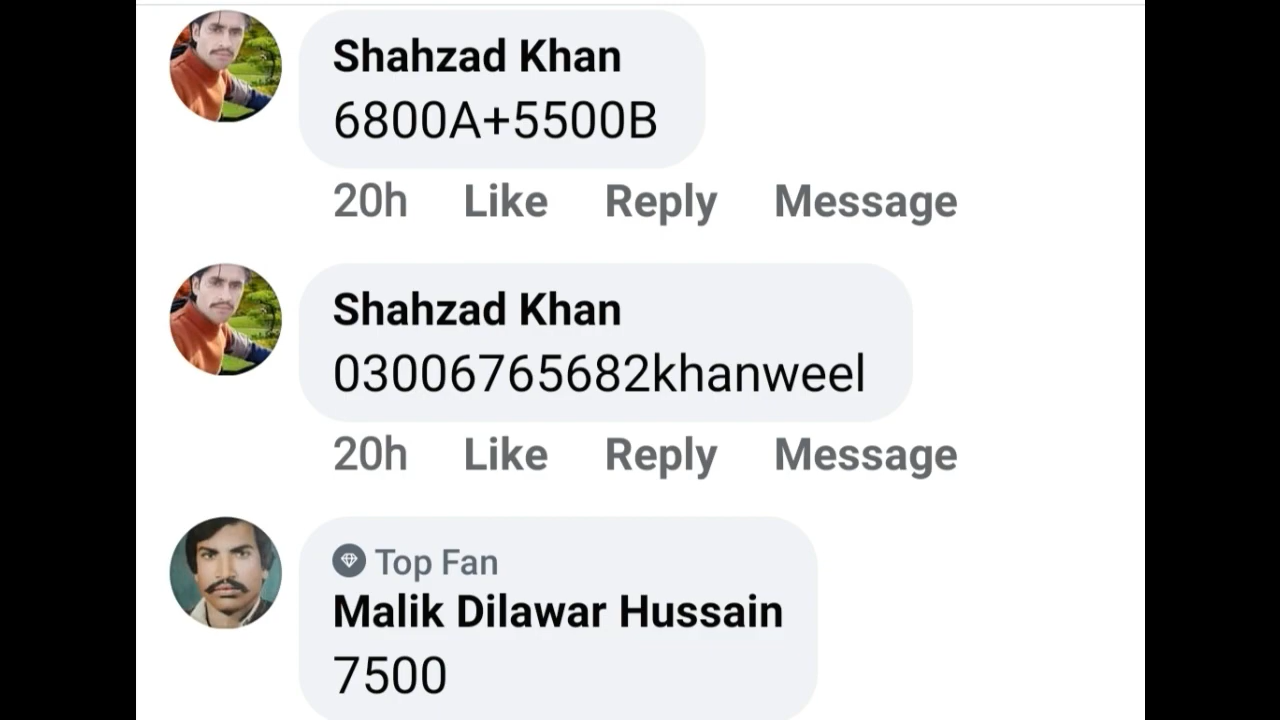 Shahzad Khan
6800A+5500B
20h Like Reply Message
Shahzad Khan
03006765682khanweel
20h Like Reply Message
Top Fan
Malik Dilawar Hussain
7500